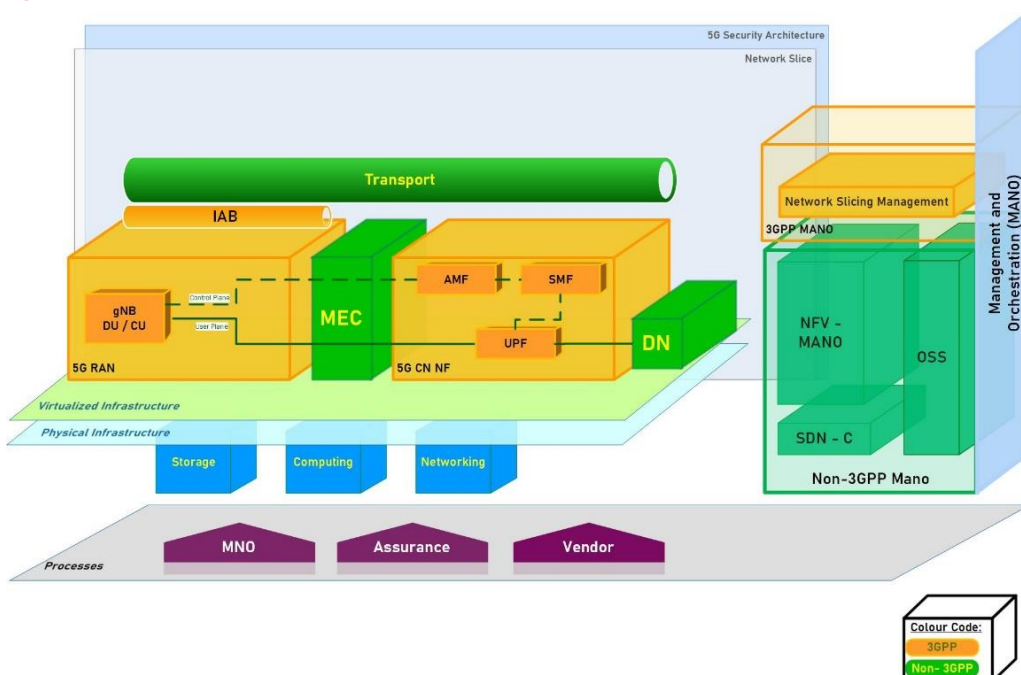 5G Security Architecture
Network Slice
Transport
IAB
Network Slicing Management
3GPP MANO
Management and
Orchestration (MANO)
AMF
SMF
gNB
DU / CU
Control Plane
User Plane
MEC
UPF
DN
NFV -
MANO
OSS
5G RAN
5G CN NF
Virtualized Infrastructure
Physical Infrastructure
SDN - C
Storage
Computing
Networking
Non-3GPP Mano
MNO
Assurance
Vendor
Processes
Colour Code:
3GPP
Non- 3GPP